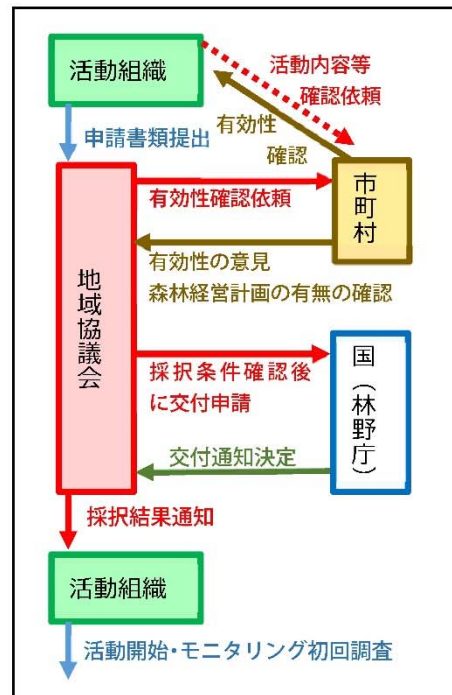 活動組織
活動内容等
確認依頼
有効性
確認
申請書類提出
市町村
有効性確認依頼
有効性の意見
森林経営計画の有無の確認
地域協議会
採択条件確認後
に交付申請
国（林野庁）
交付通知決定
採択結果通知
活動組織
活動開始・モニタリング初回調査